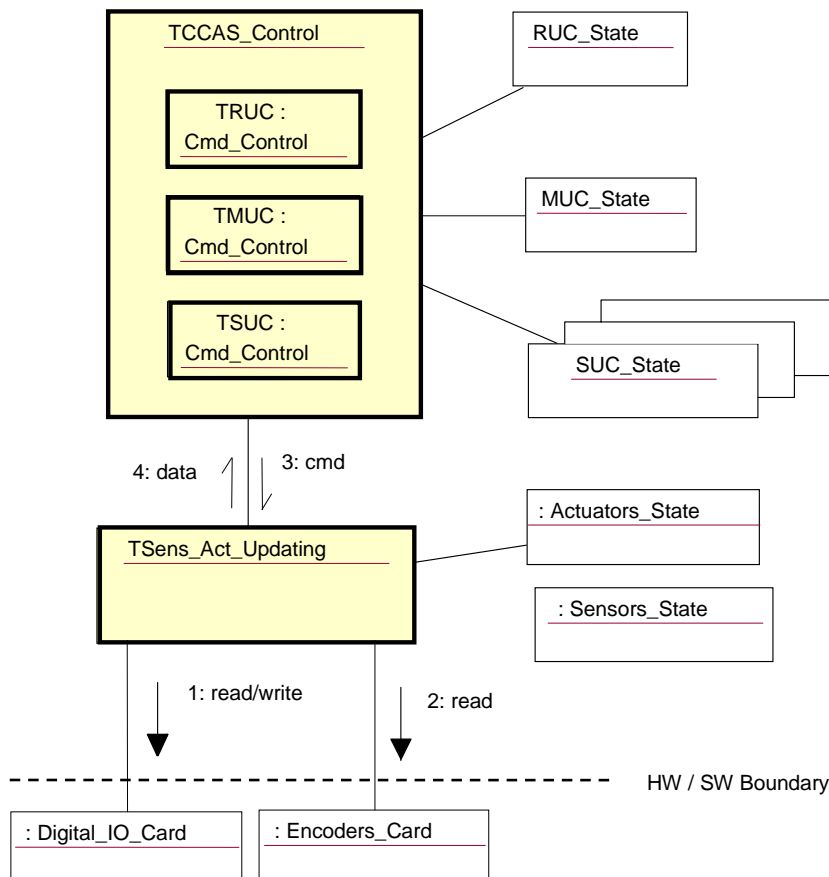 TCCAS_Control
RUC_State
TRUC :
Cmd_Control
TMUC :
Cmd_Control
MUC_State
TSUC :
Cmd_Control
SUC_State
4: data
3: cmd
: Actuators_State
TSens_Act_Updating
: Sensors_State
1: read/write
2: read
HW / SW Boundary
: Digital_IO_Card
: Encoders_Card